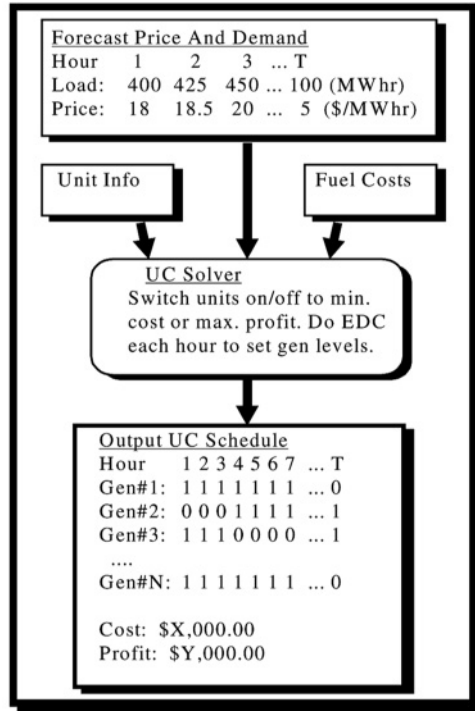 Forecast Price And Demand
Hour 1 2 3 ... T
Load: 400 425 450 ... 100 (MWhr)
Price: 18 18.5 20 ... 5 ($/MWhr)
Unit Info
Fuel Costs
UC Solver
Switch units on/off to min.
cost or max. profit. Do EDC
each hour to set gen levels.
Output UC Schedule
Hour 1 2 3 4 5 6 7 ... T
Gen#1: 1 1 1 1 1 1 1 ... 0
Gen#2: 0 0 0 1 1 1 1 ... 1
Gen#3: 1 1 1 0 0 0 0 ... 1
....
Gen#N: 1 1 1 1 1 1 1 ... 0
Cost: $X,000.00
Profit: $Y,000.00